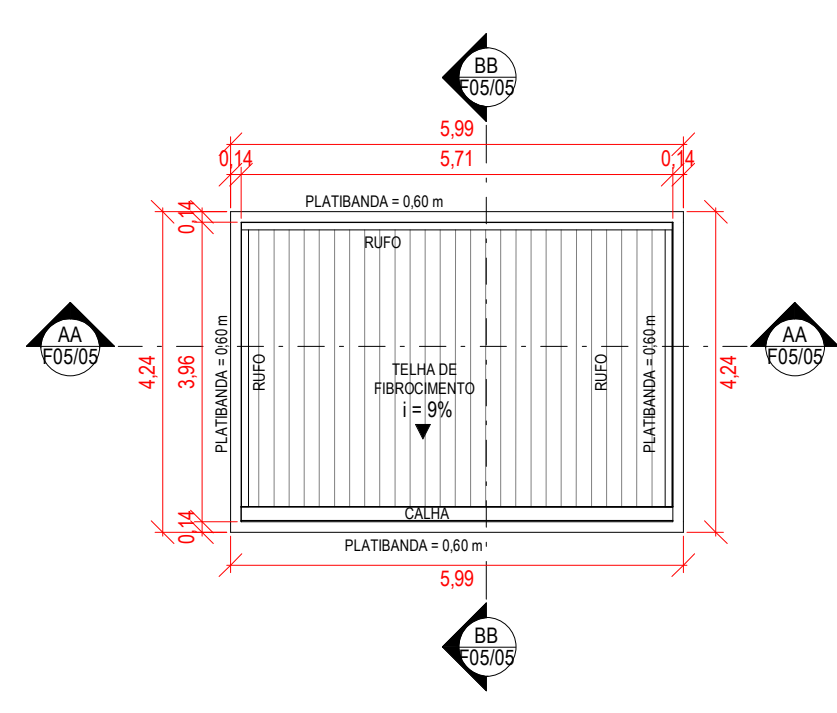 BB
F05/05
5,99
0,14
5,71
0,14
PLATIBANDA = 0,60 m
0,14
RUFO
AA
F05/05
4,24
3,96
PLATIBANDA = 0,60 m
RUFO
TELHA DE
FIBROCIMENTO
i = 9%
RUFO
PLATIBANDA = 0,60 m
4,24
AA
F05/05
0,14
CALHA
PLATIBANDA = 0,60 m
5,99
BB
F05/05